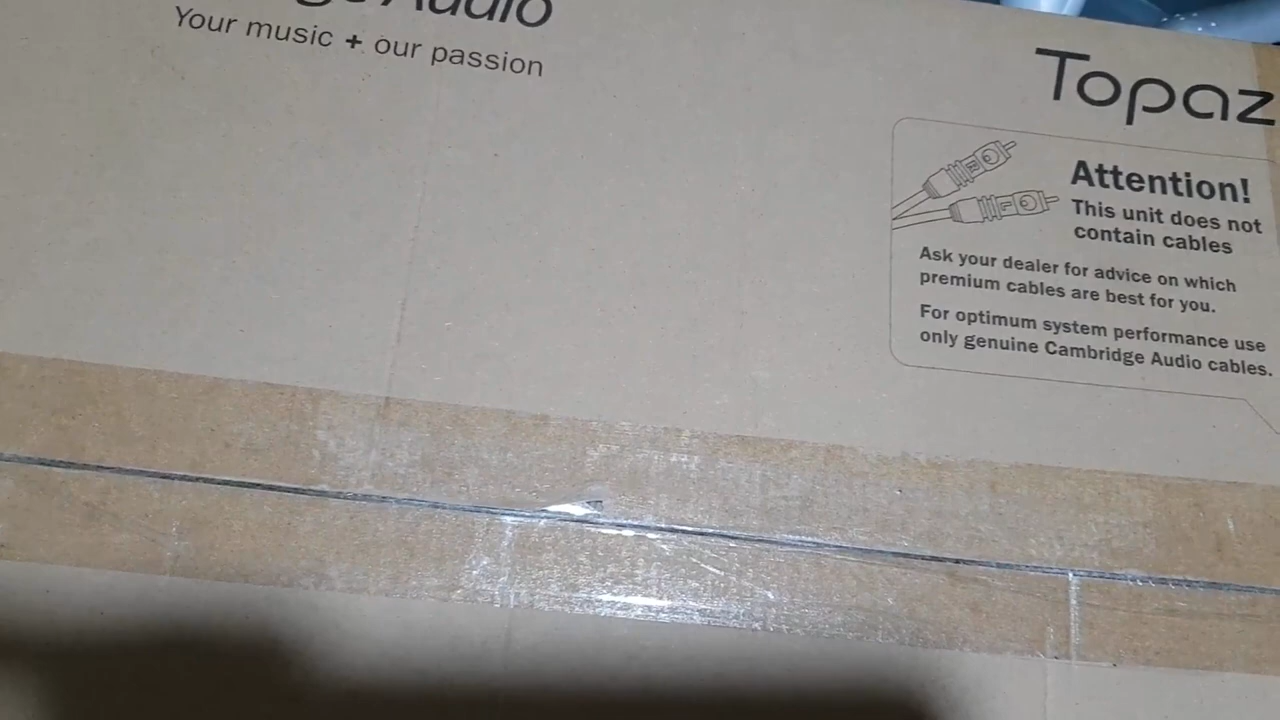 Audio
Your music + our passion
Topaz
Attention!
This unit does not
contain cables
Ask your dealer for advice on which
premium cables are best for you.
For optimum system performance use
only genuine Cambridge Audio cables.